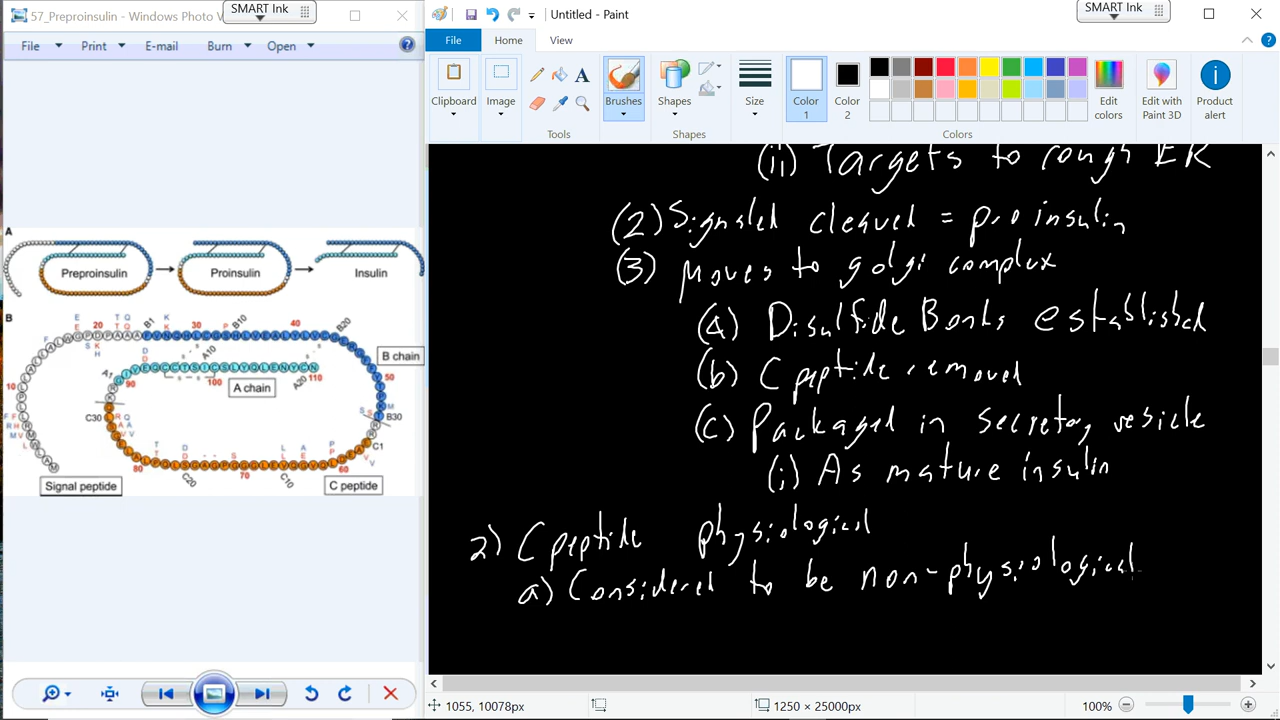 57_Preproinsulin - Windows Photo V
SMART Ink
File Print E-mail Burn Open
A
Preproinsulin Proinsulin Insulin
B
B chain
A chain
Signal peptide
C peptide
Untitled - Paint
SMART Ink
File Home View
Clipboard
Image
Tools
Brushes
Shapes
Shapes
Size
Color 1
Color 2
Edit colors
Colors
Edit with Paint 3D
Product alert
(ii) Targets to rough ER
(2) Signaled cleaved = proinsulin
(3) Moves to golgi complex
(a) Disulfide Bonds established
(b) C peptide removed
(c) Packaged in secretory vesicle
(i) As mature insulin
2) C peptide physiological
a) Considered to be non-physiological
1055, 10078px
1250 × 25000px
100%